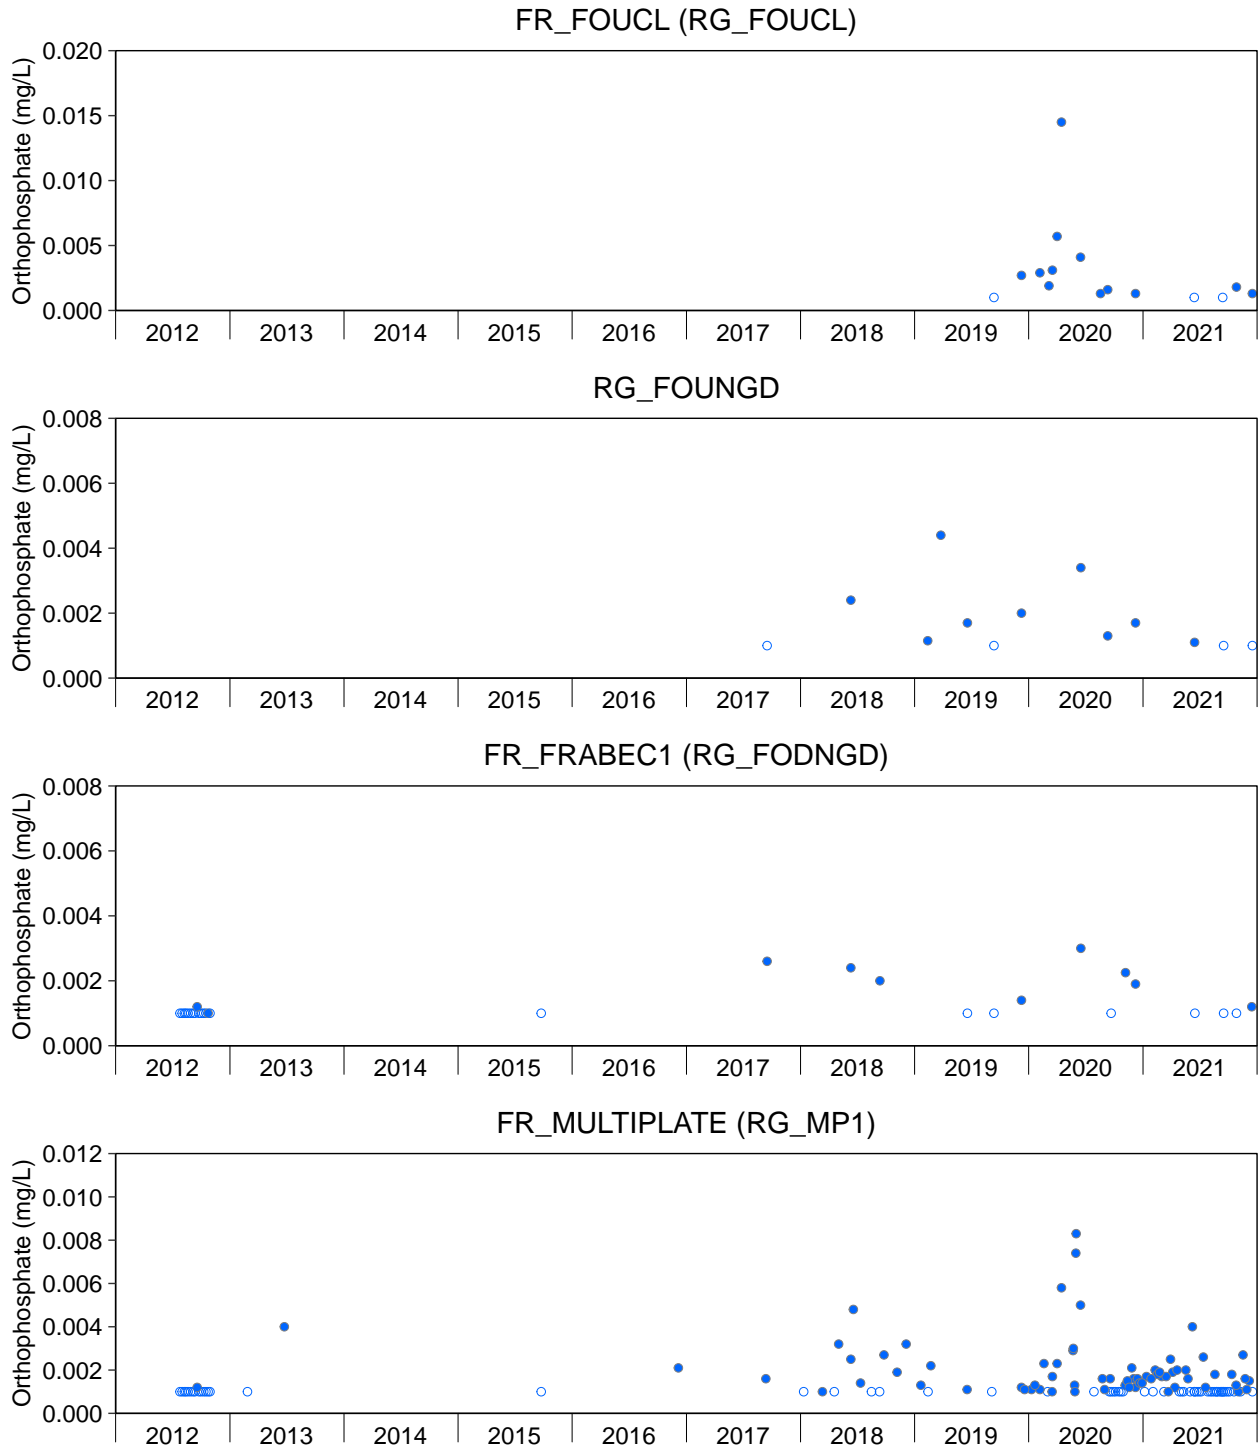 FR_FOUCL (RG_FOUCL)
Orthophosphate (mg/L)
0.020
0.015
0.010
0.005
0.000
2012 2013 2014 2015 2016 2017 2018 2019 2020 2021
RG_FOUNGD
Orthophosphate (mg/L)
0.008
0.006
0.004
0.002
0.000
2012 2013 2014 2015 2016 2017 2018 2019 2020 2021
FR_FRABEC1 (RG_FODNGD)
Orthophosphate (mg/L)
0.008
0.006
0.004
0.002
0.000
2012 2013 2014 2015 2016 2017 2018 2019 2020 2021
FR_MULTIPLATE (RG_MP1)
Orthophosphate (mg/L)
0.012
0.010
0.008
0.006
0.004
0.002
0.000
2012 2013 2014 2015 2016 2017 2018 2019 2020 2021